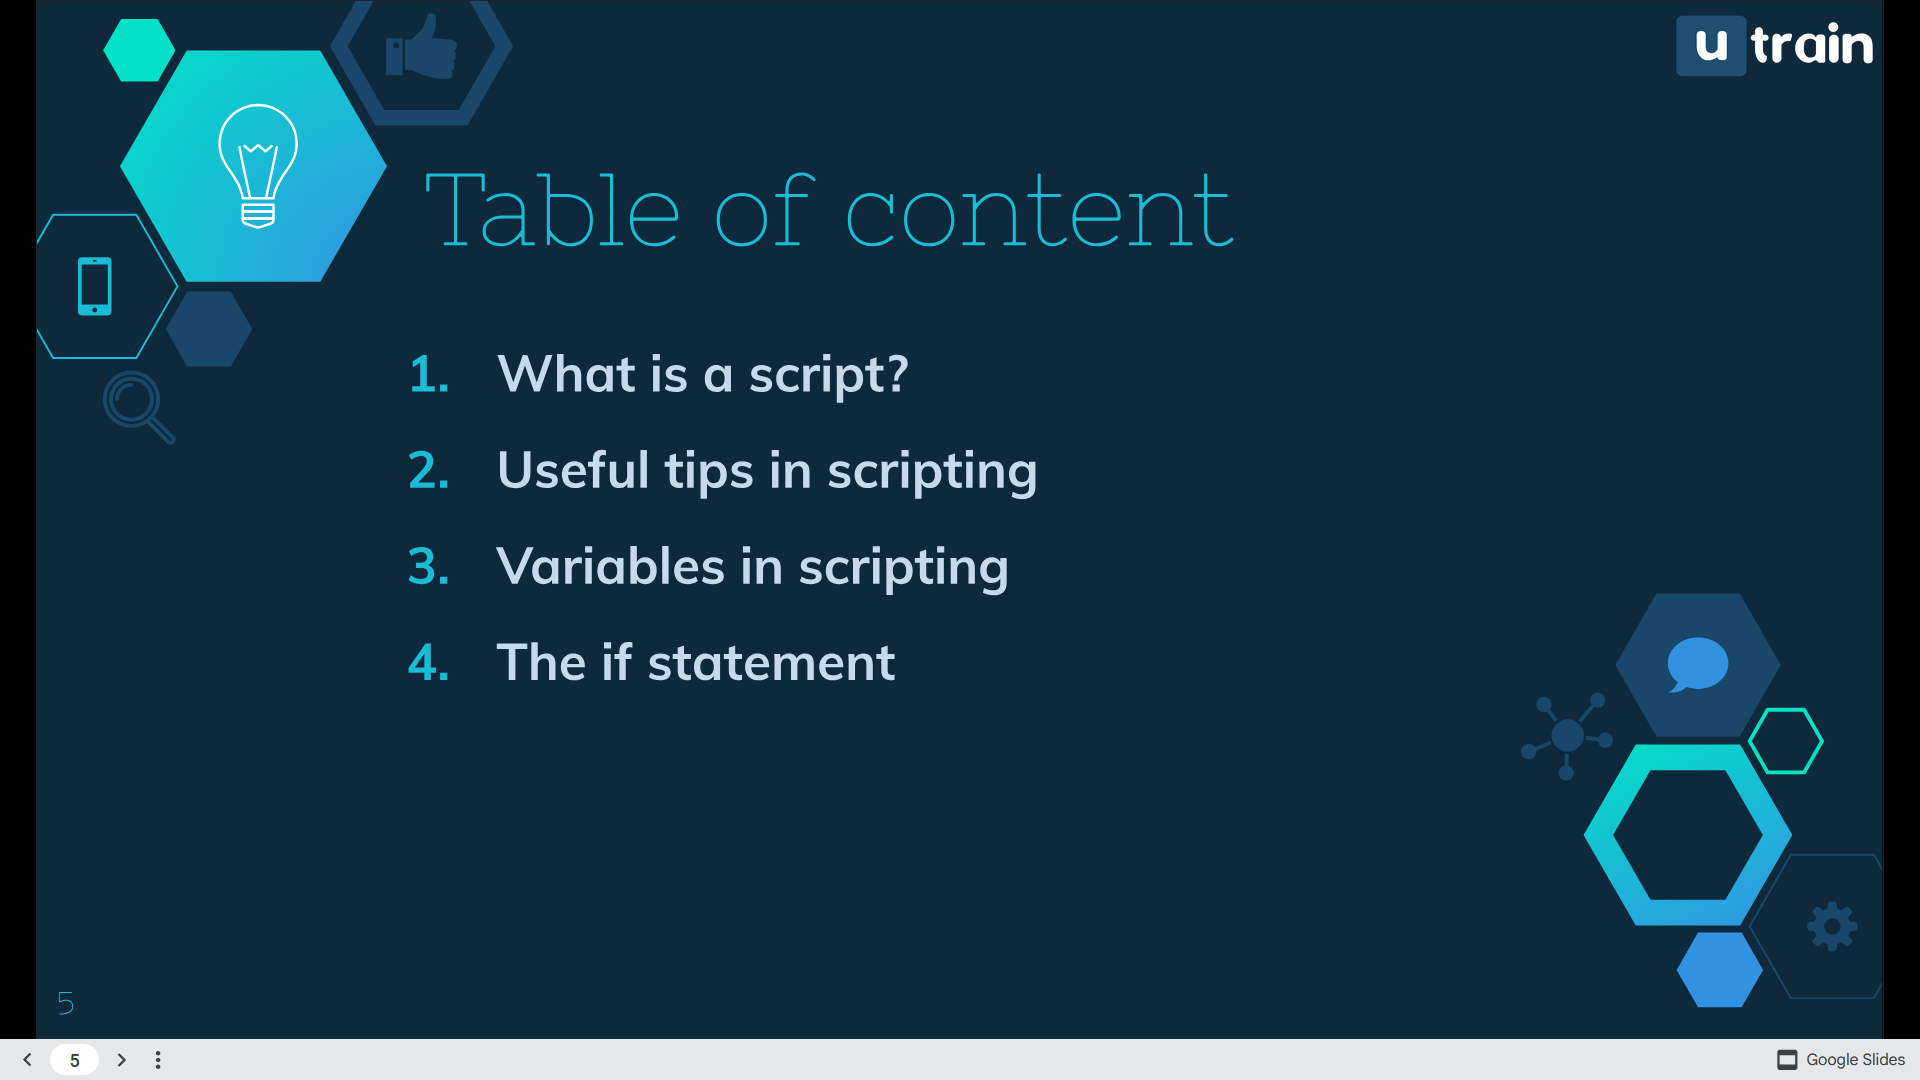 u train
Table of content
1. What is a script?
2. Useful tips in scripting
3. Variables in scripting
4. The if statement
5
5
Google Slides